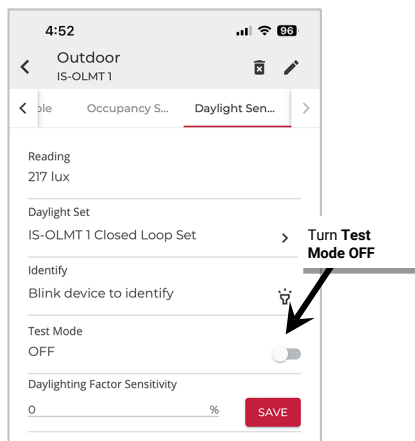 4:52
96
Outdoor
IS-OLMT 1
Occupancy S... Daylight Sen...
Reading
217 lux
Daylight Set
IS-OLMT 1 Closed Loop Set
Turn Test
Mode OFF
Identify
Blink device to identify
Test Mode
OFF
Daylighting Factor Sensitivity
0 % SAVE